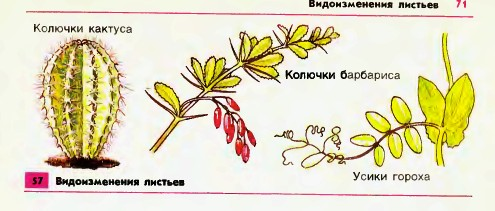 Видоизменения листьев 71
Колючки кактуса
Колючки барбариса
Усики гороха
57 Видоизменения листьев